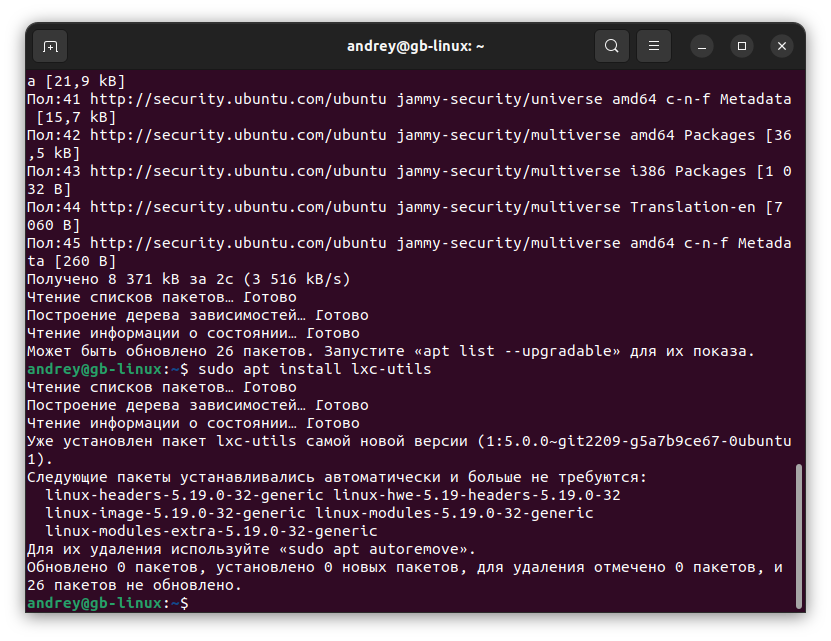 andrey@gb-linux: ~
а [21,9 kB]
Пол:41 http://security.ubuntu.com/ubuntu jammy-security/universe amd64 c-n-f Metadata
 [15,7 kB]
Пол:42 http://security.ubuntu.com/ubuntu jammy-security/multiverse amd64 Packages [36
,5 kB]
Пол:43 http://security.ubuntu.com/ubuntu jammy-security/multiverse i386 Packages [1 0
32 B]
Пол:44 http://security.ubuntu.com/ubuntu jammy-security/multiverse Translation-en [7
060 B]
Пол:45 http://security.ubuntu.com/ubuntu jammy-security/multiverse amd64 c-n-f Metada
ta [260 B]
Получено 8 371 kB за 2с (3 516 kB/s)
Чтение списков пакетов… Готово
Построение дерева зависимостей… Готово
Чтение информации о состоянии… Готово
Может быть обновлено 26 пакетов. Запустите «apt list --upgradable» для их показа.
andrey@gb-linux:~$ sudo apt install lxc-utils
Чтение списков пакетов… Готово
Построение дерева зависимостей… Готово
Чтение информации о состоянии… Готово
Уже установлен пакет lxc-utils самой новой версии (1:5.0.0~git2209-g5a7b9ce67-0ubuntu
1).
Следующие пакеты устанавливались автоматически и больше не требуются:
  linux-headers-5.19.0-32-generic linux-hwe-5.19-headers-5.19.0-32
  linux-image-5.19.0-32-generic linux-modules-5.19.0-32-generic
  linux-modules-extra-5.19.0-32-generic
Для их удаления используйте «sudo apt autoremove».
Обновлено 0 пакетов, установлено 0 новых пакетов, для удаления отмечено 0 пакетов, и
26 пакетов не обновлено.
andrey@gb-linux:~$